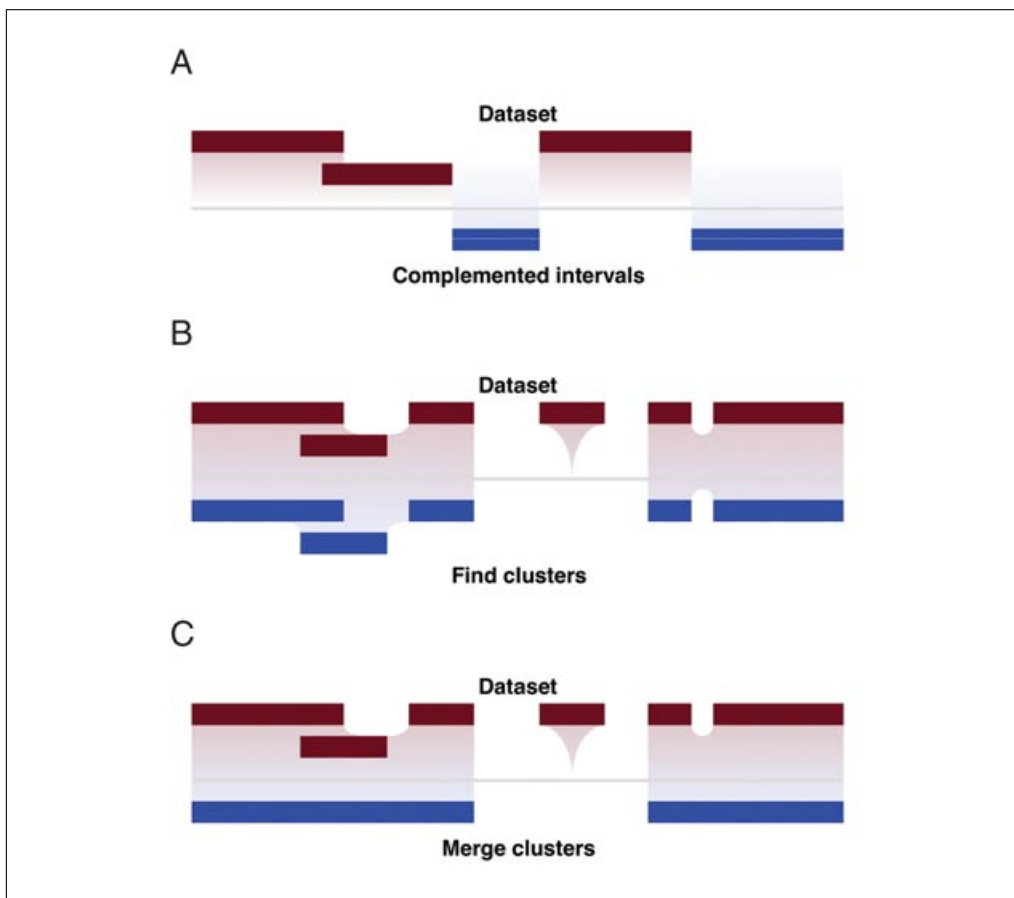 A
Dataset
Complemented intervals
B
Dataset
Find clusters
C
Dataset
Merge clusters